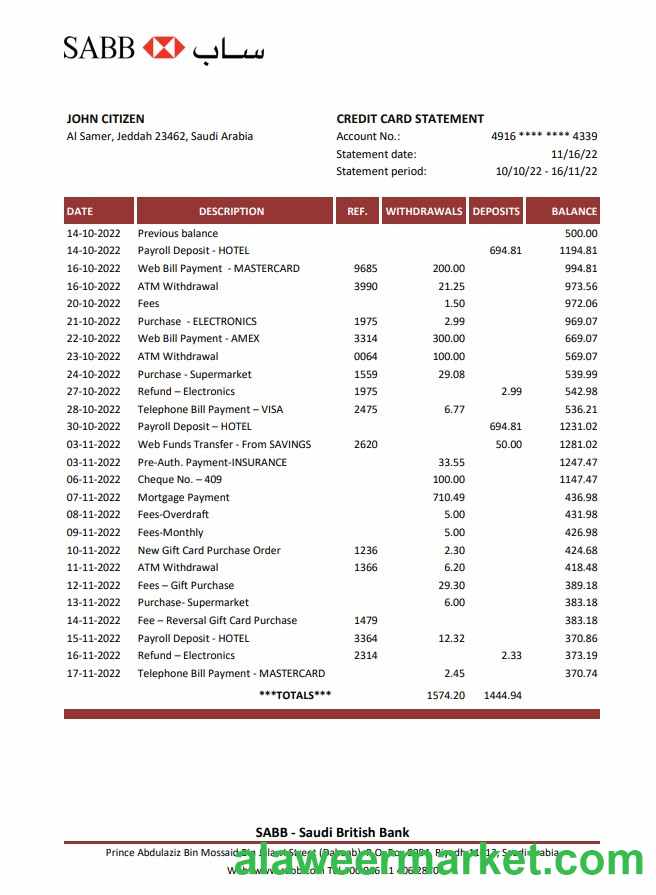 SABB ساب
JOHN CITIZEN CREDIT CARD STATEMENT
Al Samer, Jeddah 23462, Saudi Arabia Account No.: 4916 **** **** 4339
Statement date: 11/16/22
Statement period: 10/10/22 - 16/11/22
DATE DESCRIPTION REF. WITHDRAWALS DEPOSITS BALANCE
14-10-2022 Previous balance 500.00
14-10-2022 Payroll Deposit - HOTEL 694.81 1194.81
16-10-2022 Web Bill Payment - MASTERCARD 9685 200.00 994.81
16-10-2022 ATM Withdrawal 3990 21.25 973.56
20-10-2022 Fees 1.50 972.06
21-10-2022 Purchase - ELECTRONICS 1975 2.99 969.07
22-10-2022 Web Bill Payment - AMEX 3314 300.00 669.07
23-10-2022 ATM Withdrawal 0064 100.00 569.07
24-10-2022 Purchase - Supermarket 1559 29.08 539.99
27-10-2022 Refund – Electronics 1975 2.99 542.98
28-10-2022 Telephone Bill Payment – VISA 2475 6.77 536.21
30-10-2022 Payroll Deposit – HOTEL 694.81 1231.02
03-11-2022 Web Funds Transfer - From SAVINGS 2620 50.00 1281.02
03-11-2022 Pre-Auth. Payment-INSURANCE 33.55 1247.47
06-11-2022 Cheque No. – 409 100.00 1147.47
07-11-2022 Mortgage Payment 710.49 436.98
08-11-2022 Fees-Overdraft 5.00 431.98
09-11-2022 Fees-Monthly 5.00 426.98
10-11-2022 New Gift Card Purchase Order 1236 2.30 424.68
11-11-2022 ATM Withdrawal 1366 6.20 418.48
12-11-2022 Fees – Gift Purchase 29.30 389.18
13-11-2022 Purchase- Supermarket 6.00 383.18
14-11-2022 Fee – Reversal Gift Card Purchase 1479 383.18
15-11-2022 Payroll Deposit - HOTEL 3364 12.32 370.86
16-11-2022 Refund – Electronics 2314 2.33 373.19
17-11-2022 Telephone Bill Payment - MASTERCARD 2.45 370.74
***TOTALS*** 1574.20 1444.94
SABB - Saudi British Bank
Prince Abdulaziz Bin Mossaid Saudi Arabia
alaweenmarket.com